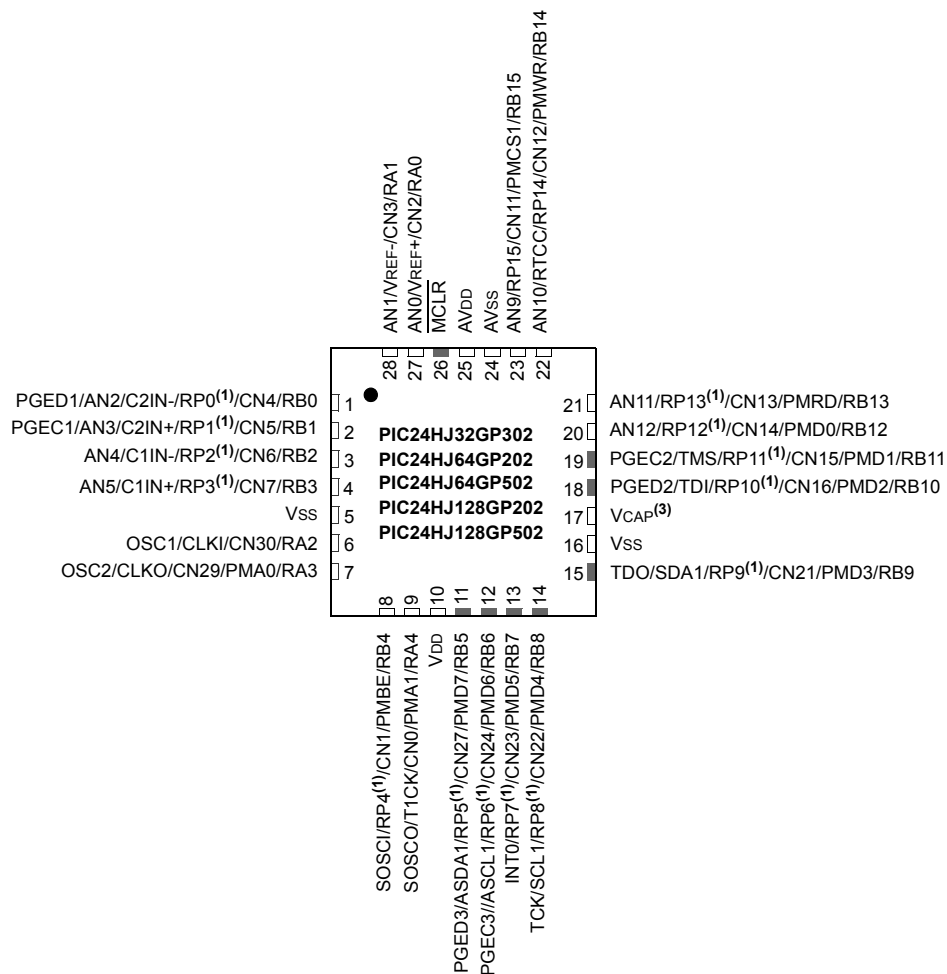 AN1/VREF-/CN3/RA1
AN0/VREF+/CN2/RA0
MCLR
AVDD
AVSS
AN9/RP15/CN11/PMCS1/RB15
AN10/RTCC/RP14/CN12/PMWR/RB14
28
27
26
25
24
23
22
PGED1/AN2/C2IN-/RP0(1)/CN4/RB0
1
PGEC1/AN3/C2IN+/RP1(1)/CN5/RB1
2
AN4/C1IN-/RP2(1)/CN6/RB2
3
AN5/C1IN+/RP3(1)/CN7/RB3
4
VSS
5
OSC1/CLKI/CN30/RA2
6
OSC2/CLKO/CN29/PMA0/RA3
7
PIC24HJ32GP302
PIC24HJ64GP202
PIC24HJ64GP502
PIC24HJ128GP202
PIC24HJ128GP502
21
AN11/RP13(1)/CN13/PMRD/RB13
20
AN12/RP12(1)/CN14/PMD0/RB12
19
PGEC2/TMS/RP11(1)/CN15/PMD1/RB11
18
PGED2/TDI/RP10(1)/CN16/PMD2/RB10
17
VCAP(3)
16
VSS
15
TDO/SDA1/RP9(1)/CN21/PMD3/RB9
8
9
10
11
12
13
14
SOSCI/RP4(1)/CN1/PMBE/RB4
SOSCO/T1CK/CN0/PMA1/RA4
VDD
PGED3/ASDA1/RP5(1)/CN27/PMD7/RB5
PGEC3//ASCL1/RP6(1)/CN24/PMD6/RB6
INT0/RP7(1)/CN23/PMD5/RB7
TCK/SCL1/RP8(1)/CN22/PMD4/RB8